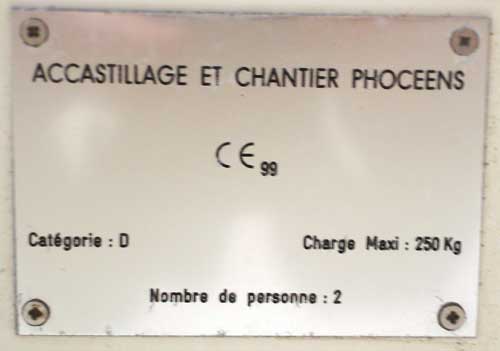 ACCASTILLAGE ET CHANTIER PHOCEENS
CE 99
Catégorie : D Charge Maxi : 250 Kg
Nombre de personne : 2